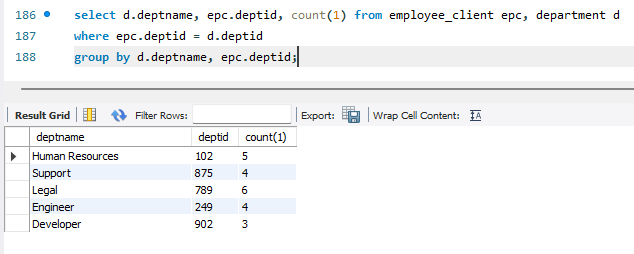 186 select d.deptname, epc.deptid, count(1) from employee_client epc, department d
187 where epc.deptid = d.deptid
188 group by d.deptname, epc.deptid;
Result Grid Filter Rows: Export: Wrap Cell Content: IA
deptname deptid count(1)
Human Resources 102 5
Support 875 4
Legal 789 6
Engineer 249 4
Developer 902 3